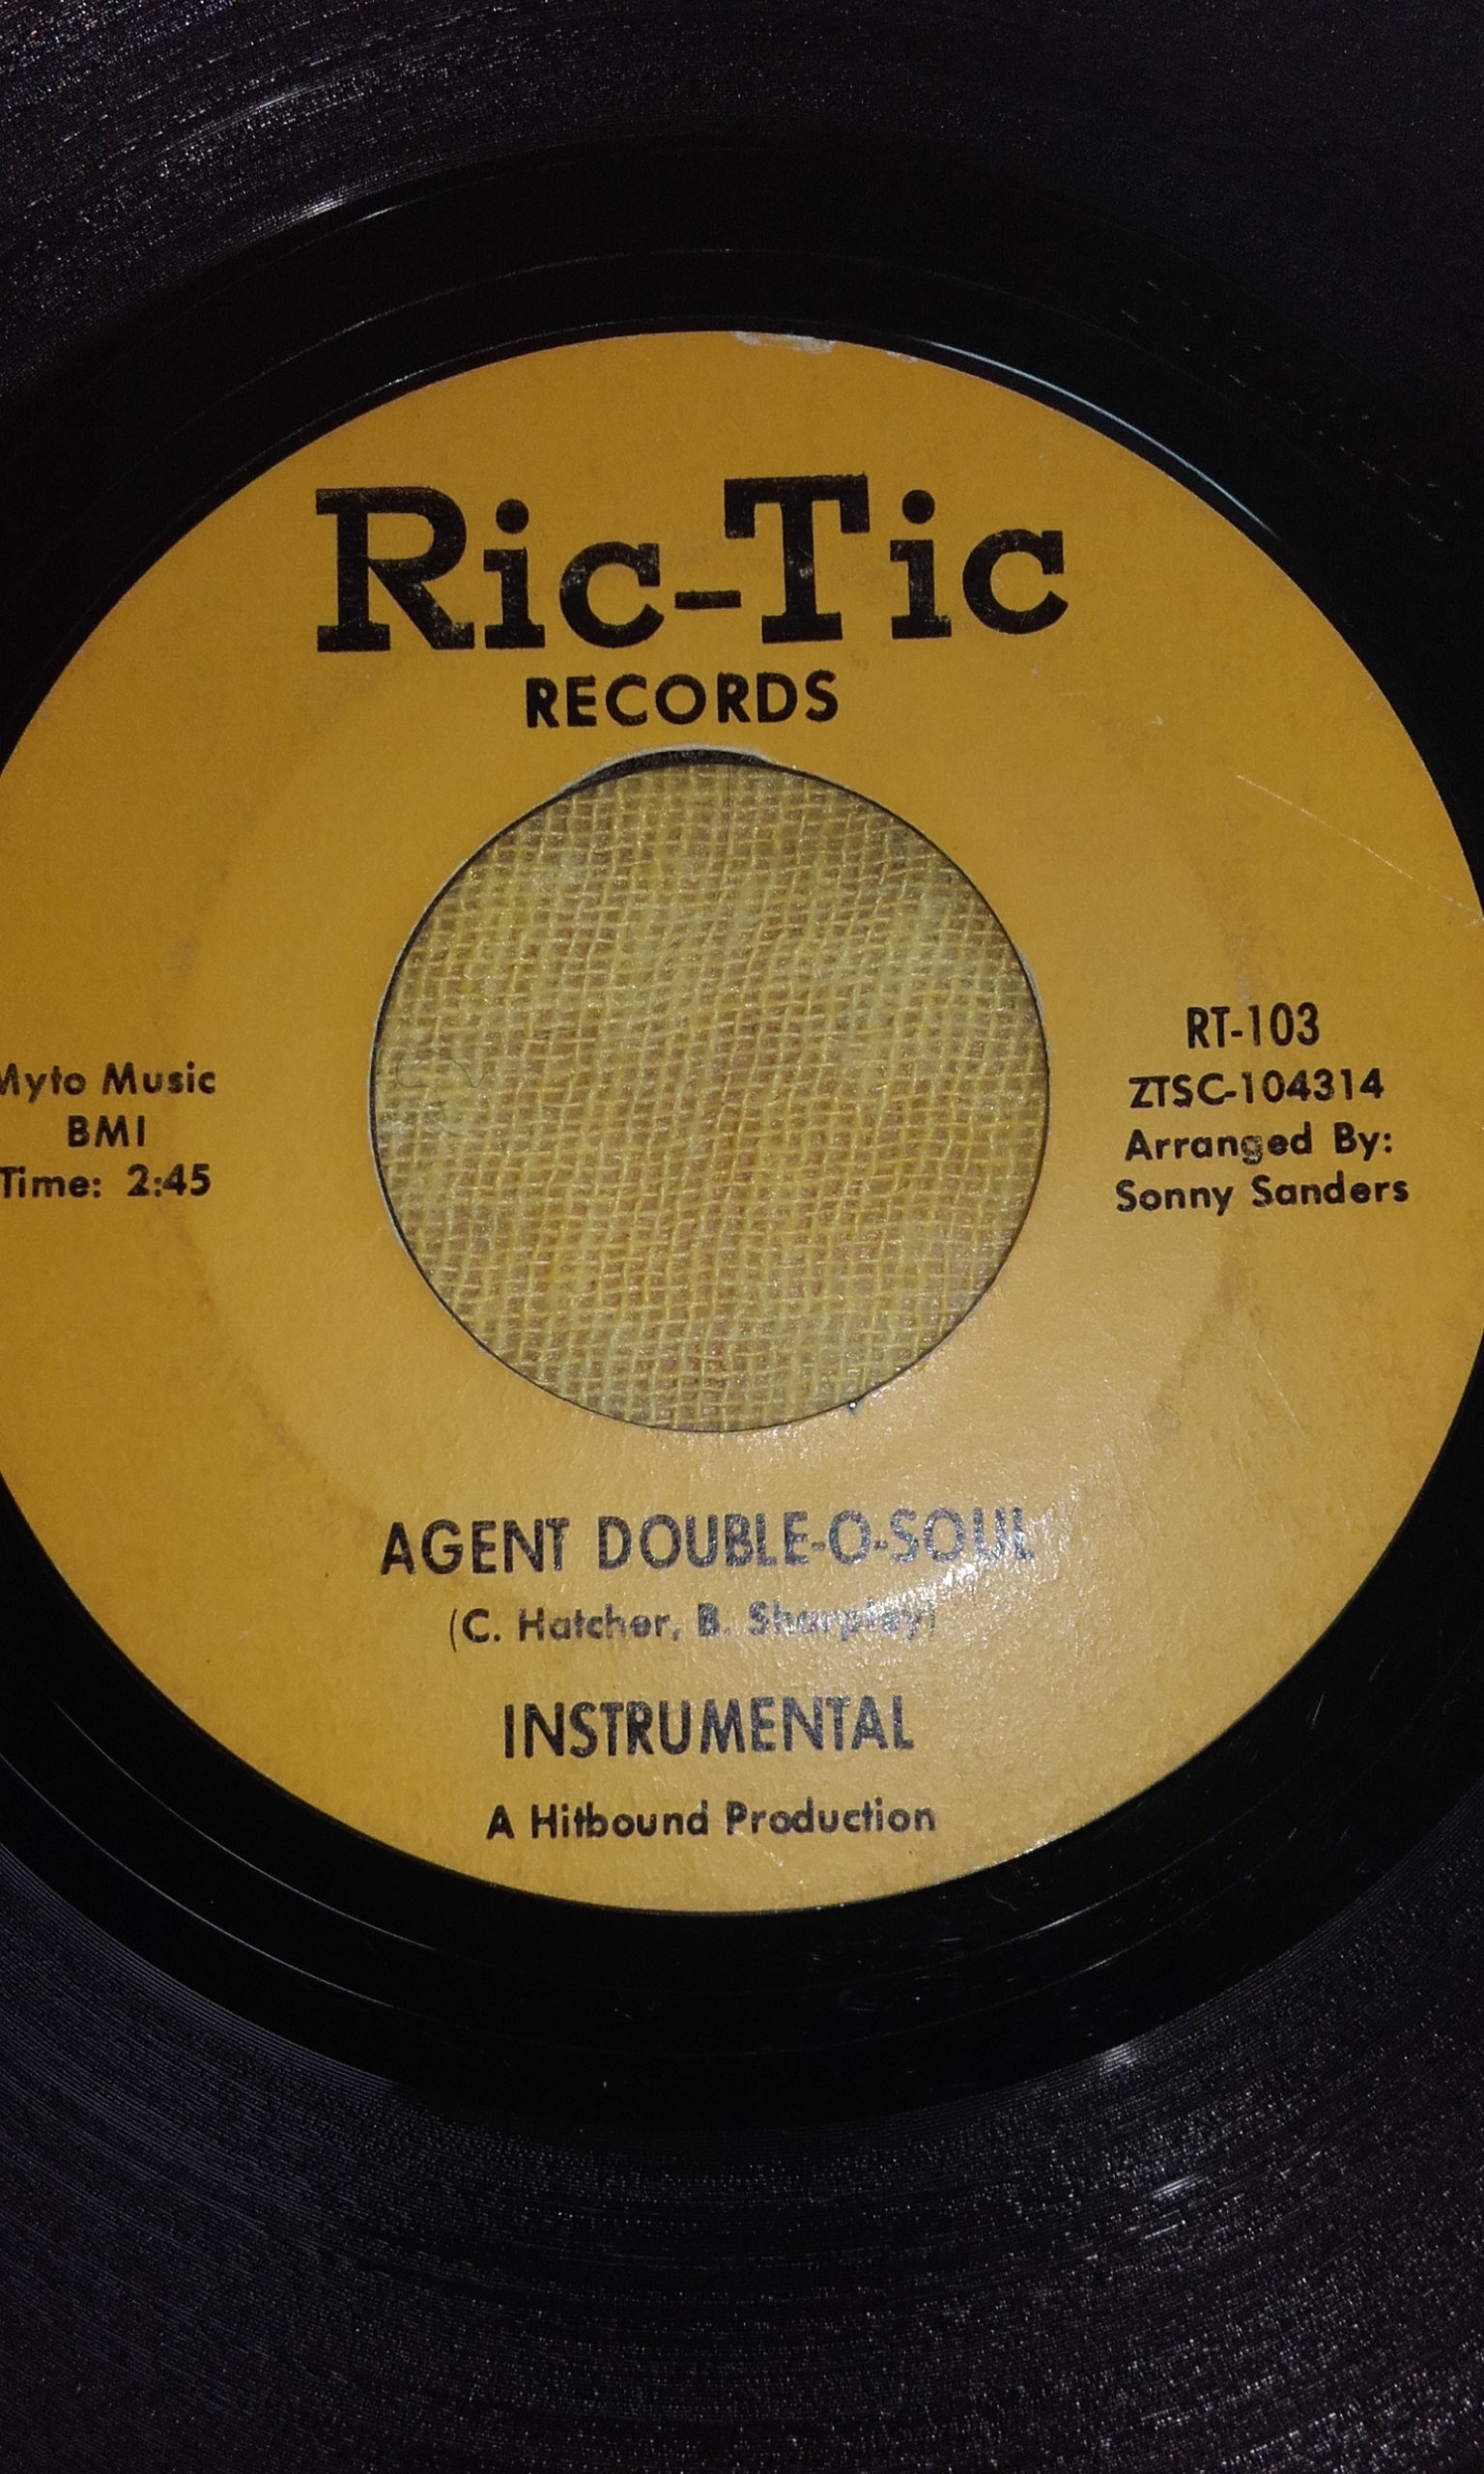 Ric-Tic
RECORDS
Myto Music
BMI
Time: 2:45
RT-103
ZTSC-104314
Arranged By:
Sonny Sanders
AGENT DOUBLE-O-SOUL
(C. Hatcher, B. Sharpley)
INSTRUMENTAL
A Hitbound Production